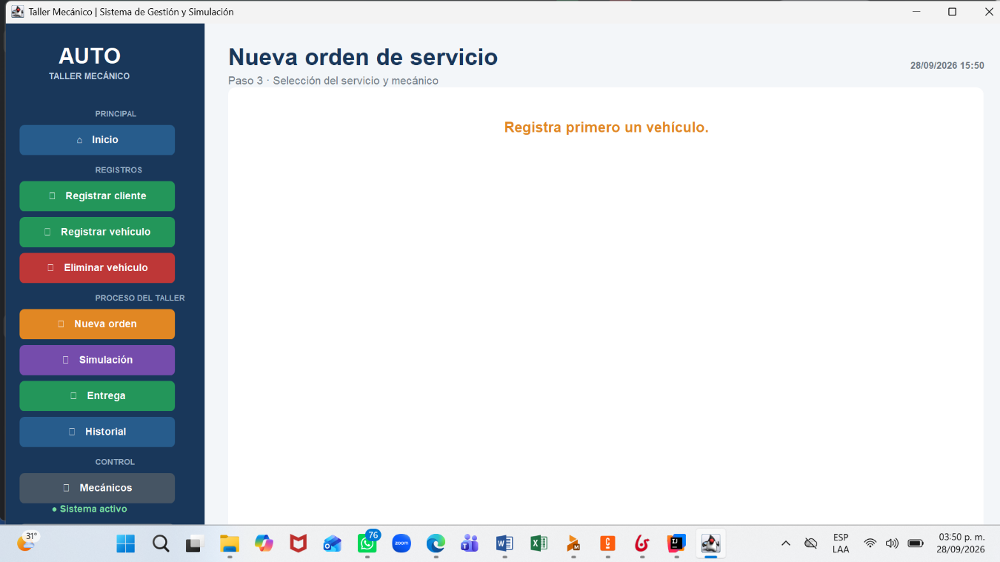 Taller Mecánico | Sistema de Gestión y Simulación
AUTO
TALLER MECÁNICO
PRINCIPAL
Inicio
REGISTROS
Registrar cliente
Registrar vehículo
Eliminar vehículo
PROCESO DEL TALLER
Nueva orden
Simulación
Entrega
Historial
CONTROL
Mecánicos
● Sistema activo
Nueva orden de servicio
28/09/2026 15:50
Paso 3 · Selección del servicio y mecánico
Registra primero un vehículo.
31°
76
zoom
ESP
LAA
03:50 p. m.
28/09/2026